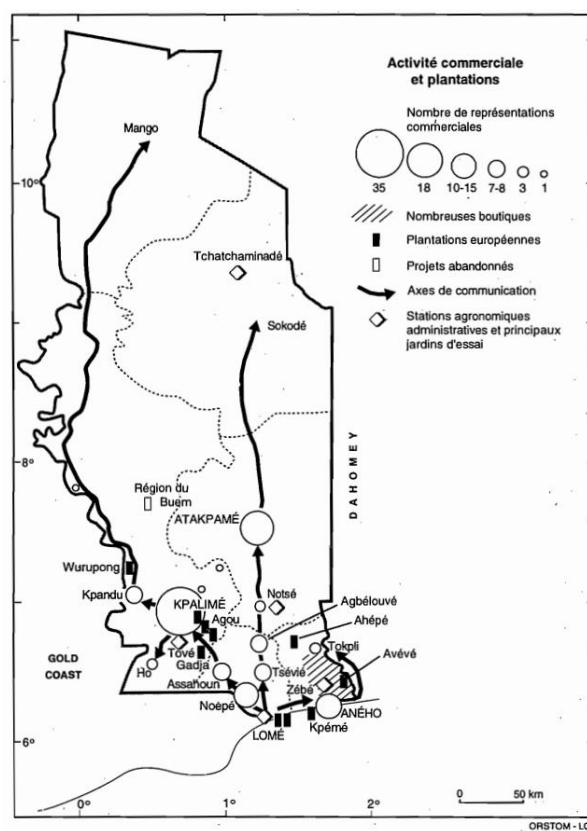 Activité commerciale
et plantations
Nombre de représentations
commerciales
35 18 10-15 7-8 3 1
Nombreuses boutiques
Plantations européennes
Projets abandonnés
Axes de communication
Stations agronomiques
administratives et principaux
jardins d'essai
Mango
10°
Tchatchaminadé
Sokodé
8°
DAHOMEY
Région du
Buem
ATAKPAMÉ
Wurupong
Kpandu
KPALIMÉ
Notsé
Agbélouvé
Agou
Ahépé
Tokpli
GOLD
COAST
Tové
Gadja
Ho
Assahoun
Tsévié
Avévé
Zébé
Noèpé
ANÉHO
LOMÉ
Kpémé
6°
0° 1° 2°
0 50 km